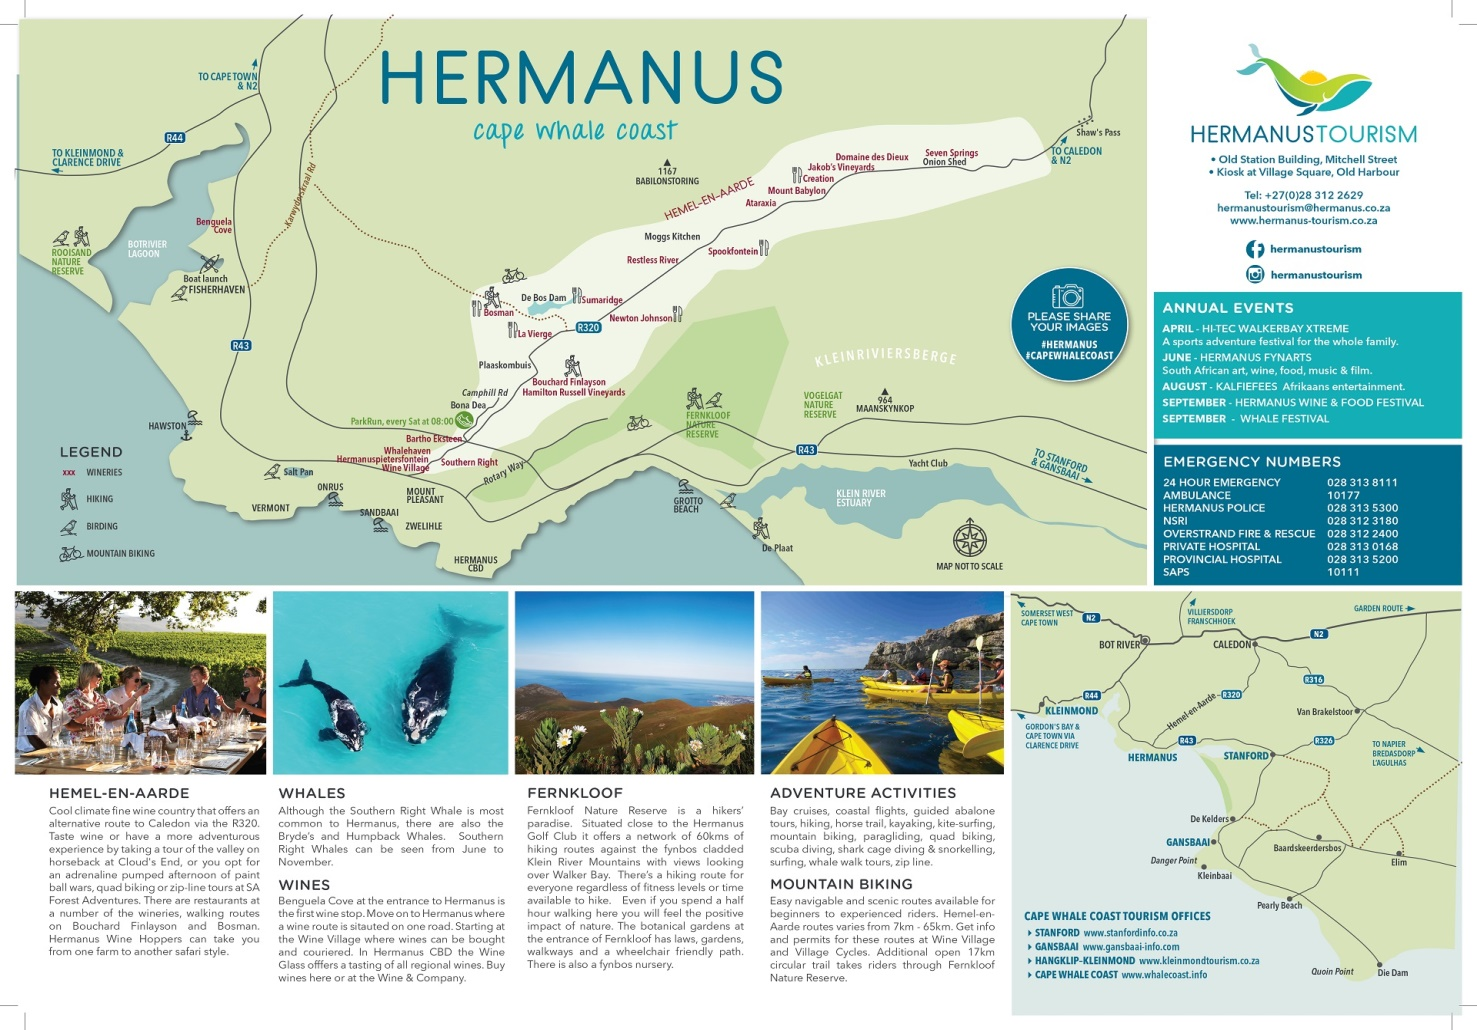 HERMANUS
cape whale coast
TO CAPE TOWN
& N2
R44
TO KLEINMOND &
CLARENCE DRIVE
Karwyderskraal Rd
1167
BABILONSTORING
HEMEL-EN-AARDE
Shaw's Pass
TO CALEDON
& N2
Seven Springs
Onion Shed
Domaine des Dieux
Jakob's Vineyards
Creation
Mount Babylon
Ataraxia
Moggs Kitchen
Spookfontein
Restless River
Benguela
Cove
BOTRIVIER
LAGOON
ROOISAND
NATURE
RESERVE
Boat launch
FISHERHAVEN
De Bos Dam
Sumaridge
Bosman
Newton Johnson
R320
La Vierge
R43
Plaaskombuis
Bouchard Finlayson
Hamilton Russell Vineyards
Camphill Rd
Bona Dea
ParkRun, every Sat at 08:00
KLEINRIVIERSBERGE
VOGELGAT
NATURE
RESERVE
964
MAANSKYNKOP
FERNKLOOF
NATURE
RESERVE
HAWSTON
Bartho Eksteen
Whalehaven
Hermanuspietersfontein
Wine Village
Southern Right
Rotary Way
R43
Yacht Club
TO STANFORD
& GANSBAAI
LEGEND
xxx WINERIES
HIKING
BIRDING
MOUNTAIN BIKING
Salt Pan
ONRUS
VERMONT
SANDBAAI
MOUNT
PLEASANT
ZWELIHLE
HERMANUS
CBD
GROTTO
BEACH
KLEIN RIVER
ESTUARY
De Plaat
MAP NOT TO SCALE
PLEASE SHARE
YOUR IMAGES
#HERMANUS
#CAPEWHALECOAST
HERMANUSTOURISM
• Old Station Building, Mitchell Street
• Kiosk at Village Square, Old Harbour
Tel: +27(0)28 312 2629
hermanustourism@hermanus.co.za
www.hermanus-tourism.co.za
hermanustourism
hermanustourism
ANNUAL EVENTS
APRIL - HI-TEC WALKERBAY XTREME
A sports adventure festival for the whole family.
JUNE - HERMANUS FYNARTS
South African art, wine, food, music & film.
AUGUST - KALFIEFEES Afrikaans entertainment.
SEPTEMBER - HERMANUS WINE & FOOD FESTIVAL
SEPTEMBER - WHALE FESTIVAL
EMERGENCY NUMBERS
24 HOUR EMERGENCY 028 313 8111
AMBULANCE 10177
HERMANUS POLICE 028 313 5300
NSRI 028 312 3180
OVERSTRAND FIRE & RESCUE 028 312 2400
PRIVATE HOSPITAL 028 313 0168
PROVINCIAL HOSPITAL 028 313 5200
SAPS 10111
HEMEL-EN-AARDE
Cool climate fine wine country that offers an
alternative route to Caledon via the R320.
Taste wine or have a more adventurous
experience by taking a tour of the valley on
horseback at Cloud's End, or you opt for
an adrenaline pumped afternoon of paint
ball wars, quad biking or zip-line tours at SA
Forest Adventures. There are restaurants at
a number of the wineries, walking routes
on Bouchard Finlayson and Bosman.
Hermanus Wine Hoppers can take you
from one farm to another safari style.
WHALES
Although the Southern Right Whale is most
common to Hermanus, there are also the
Bryde's and Humpback Whales. Southern
Right Whales can be seen from June to
November.
WINES
Benguela Cove at the entrance to Hermanus is
the first wine stop. Move on to Hermanus where
a wine route is sitauted on one road. Starting at
the Wine Village where wines can be bought
and couriered. In Hermanus CBD the Wine
Glass offfers a tasting of all regional wines. Buy
wines here or at the Wine & Company.
FERNKLOOF
Fernkloof Nature Reserve is a hikers'
paradise. Situated close to the Hermanus
Golf Club it offers a network of 60kms of
hiking routes against the fynbos cladded
Klein River Mountains with views looking
over Walker Bay. There's a hiking route for
everyone regardless of fitness levels or time
available to hike. Even if you spend a half
hour walking here you will feel the positive
impact of nature. The botanical gardens at
the entrance of Fernkloof has laws, gardens,
walkways and a wheelchair friendly path.
There is also a fynbos nursery.
ADVENTURE ACTIVITIES
Bay cruises, coastal flights, guided abalone
tours, hiking, horse trail, kayaking, kite-surfing,
mountain biking, paragliding, quad biking,
scuba diving, shark cage diving & snorkelling,
surfing, whale walk tours, zip line.
MOUNTAIN BIKING
Easy navigable and scenic routes available for
beginners to experienced riders. Hemel-en-
Aarde routes varies from 7km - 65km. Get info
and permits for these routes at Wine Village
and Village Cycles. Additional open 17km
circular trail takes riders through Fernkloof
Nature Reserve.
SOMERSET WEST
CAPE TOWN
N2
VILLIERSDORP
FRANSCHHOEK
GARDEN ROUTE
BOT RIVER
CALEDON
N2
R316
R44
KLEINMOND
Hemel-en-Aarde
R320
Van Brakelstoor
GORDON'S BAY &
CAPE TOWN VIA
CLARENCE DRIVE
R43
HERMANUS
STANFORD
R326
TO NAPIER
BREDASDORP
L'AGULHAS
De Kelders
GANSBAAI
Danger Point
Kleinbaai
Baardskeerdersbos
Elim
Pearly Beach
Quoin Point
Die Dam
CAPE WHALE COAST TOURISM OFFICES
STANFORD www.stanfordinfo.co.za
GANSBAAI www.gansbaai-info.com
HANGKLIP-KLEINMOND www.kleinmondtourism.co.za
CAPE WHALE COAST www.whalecoast.info